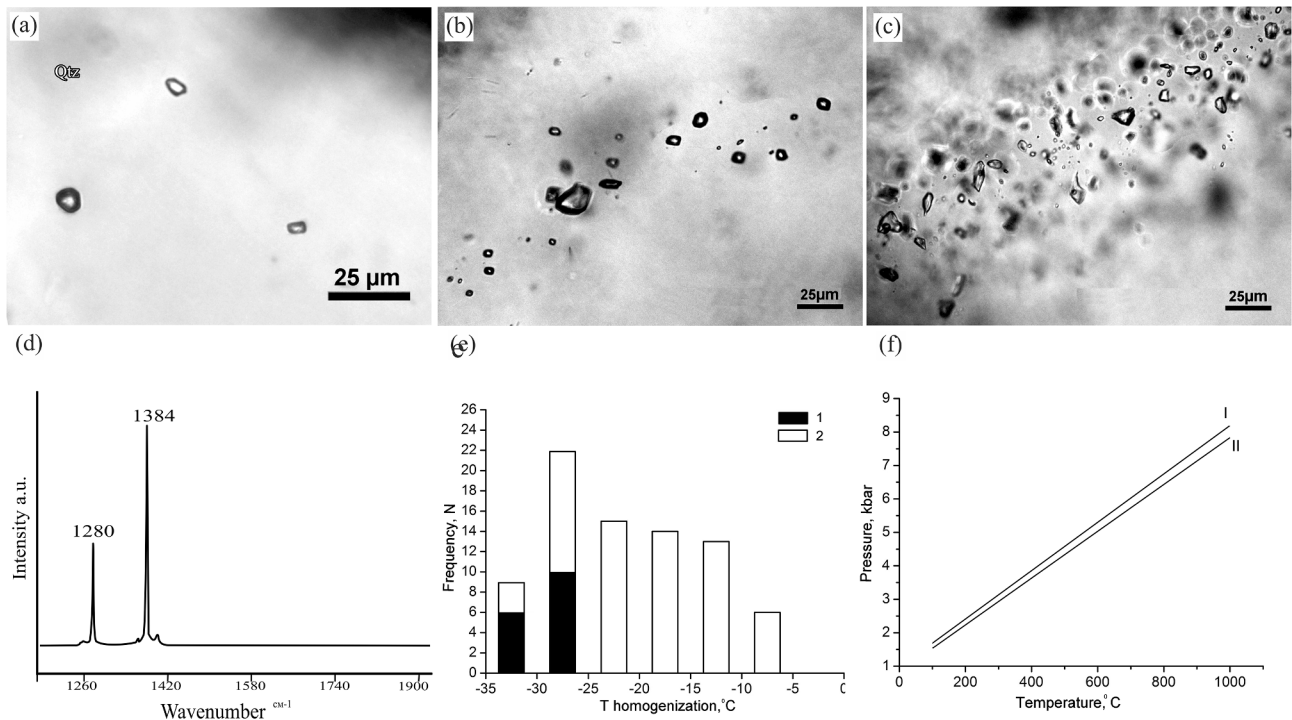 (a)
Qtz
25 μm
(b)
25μm
(c)
25μm
(d)
1280
1384
Intensity a.u.
1260 1420 1580 1740 1900
Wavenumber см-1
(e)
e
26
24
22
20
18
16
14
12
10
8
6
4
2
0
Frequency, N
1
2
-35 -30 -25 -20 -15 -10 -5 0
T homogenization,°C
(f)
9
8
7
6
5
4
3
2
1
Pressure, kbar
I
II
0 200 400 600 800 1000
Temperature,°C